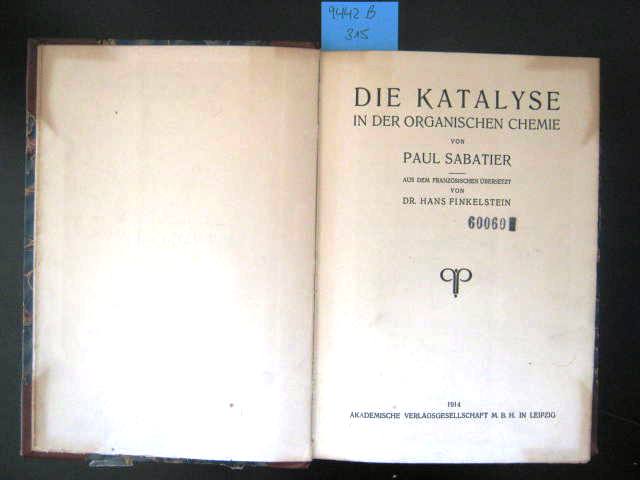 9442 B
315
DIE KATALYSE
IN DER ORGANISCHEN CHEMIE
VON
PAUL SABATIER
AUS DEM FRANZÖSISCHEN ÜBERSETZT
VON
DR. HANS FINKELSTEIN
60060
1914
AKADEMISCHE VERLAGSGESELLSCHAFT M. B. H. IN LEIPZIG